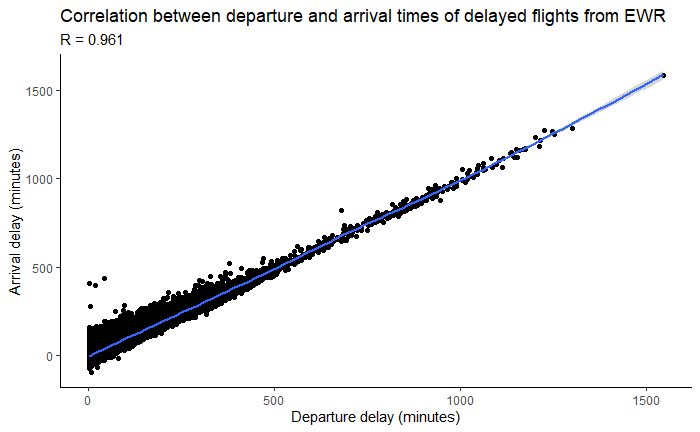 Correlation between departure and arrival times of delayed flights from EWR
R = 0.961
1500
1000
500
0
Arrival delay (minutes)
0 500 1000 1500
Departure delay (minutes)